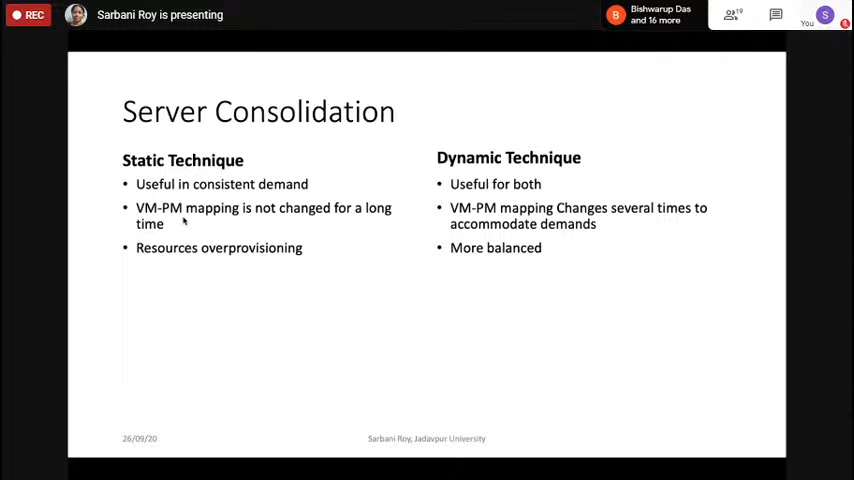 REC
Sarbani Roy is presenting
B
Bishwarup Das
and 16 more
19
You
S
Server Consolidation
Static Technique
• Useful in consistent demand
• VM-PM mapping is not changed for a long
time
• Resources overprovisioning
Dynamic Technique
• Useful for both
• VM-PM mapping Changes several times to
accommodate demands
• More balanced
26/09/20
Sarbani Roy, Jadavpur University